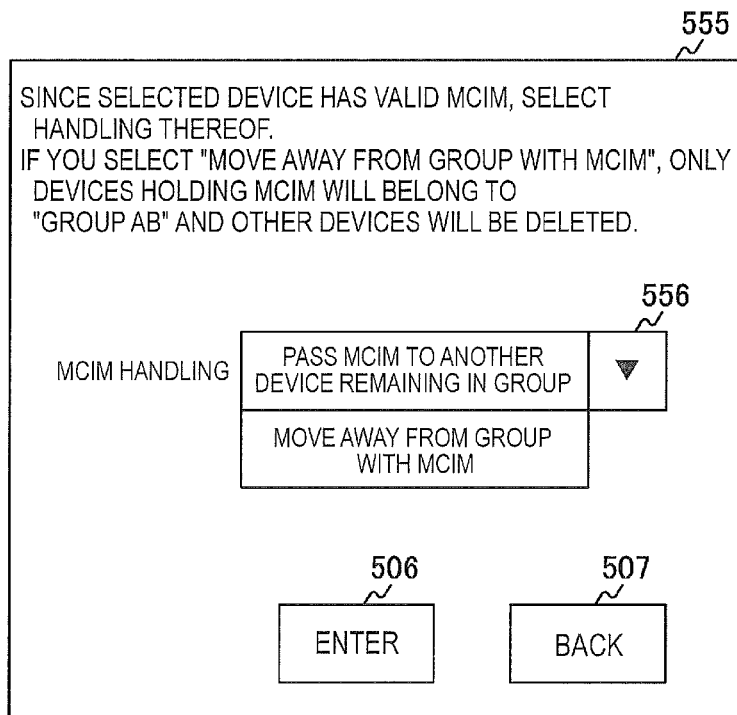 555
SINCE SELECTED DEVICE HAS VALID MCIM, SELECT
HANDLING THEREOF.
IF YOU SELECT "MOVE AWAY FROM GROUP WITH MCIM", ONLY
DEVICES HOLDING MCIM WILL BELONG TO
"GROUP AB" AND OTHER DEVICES WILL BE DELETED.
556
MCIM HANDLING
PASS MCIM TO ANOTHER
DEVICE REMAINING IN GROUP
▼
MOVE AWAY FROM GROUP
WITH MCIM
506
507
ENTER
BACK